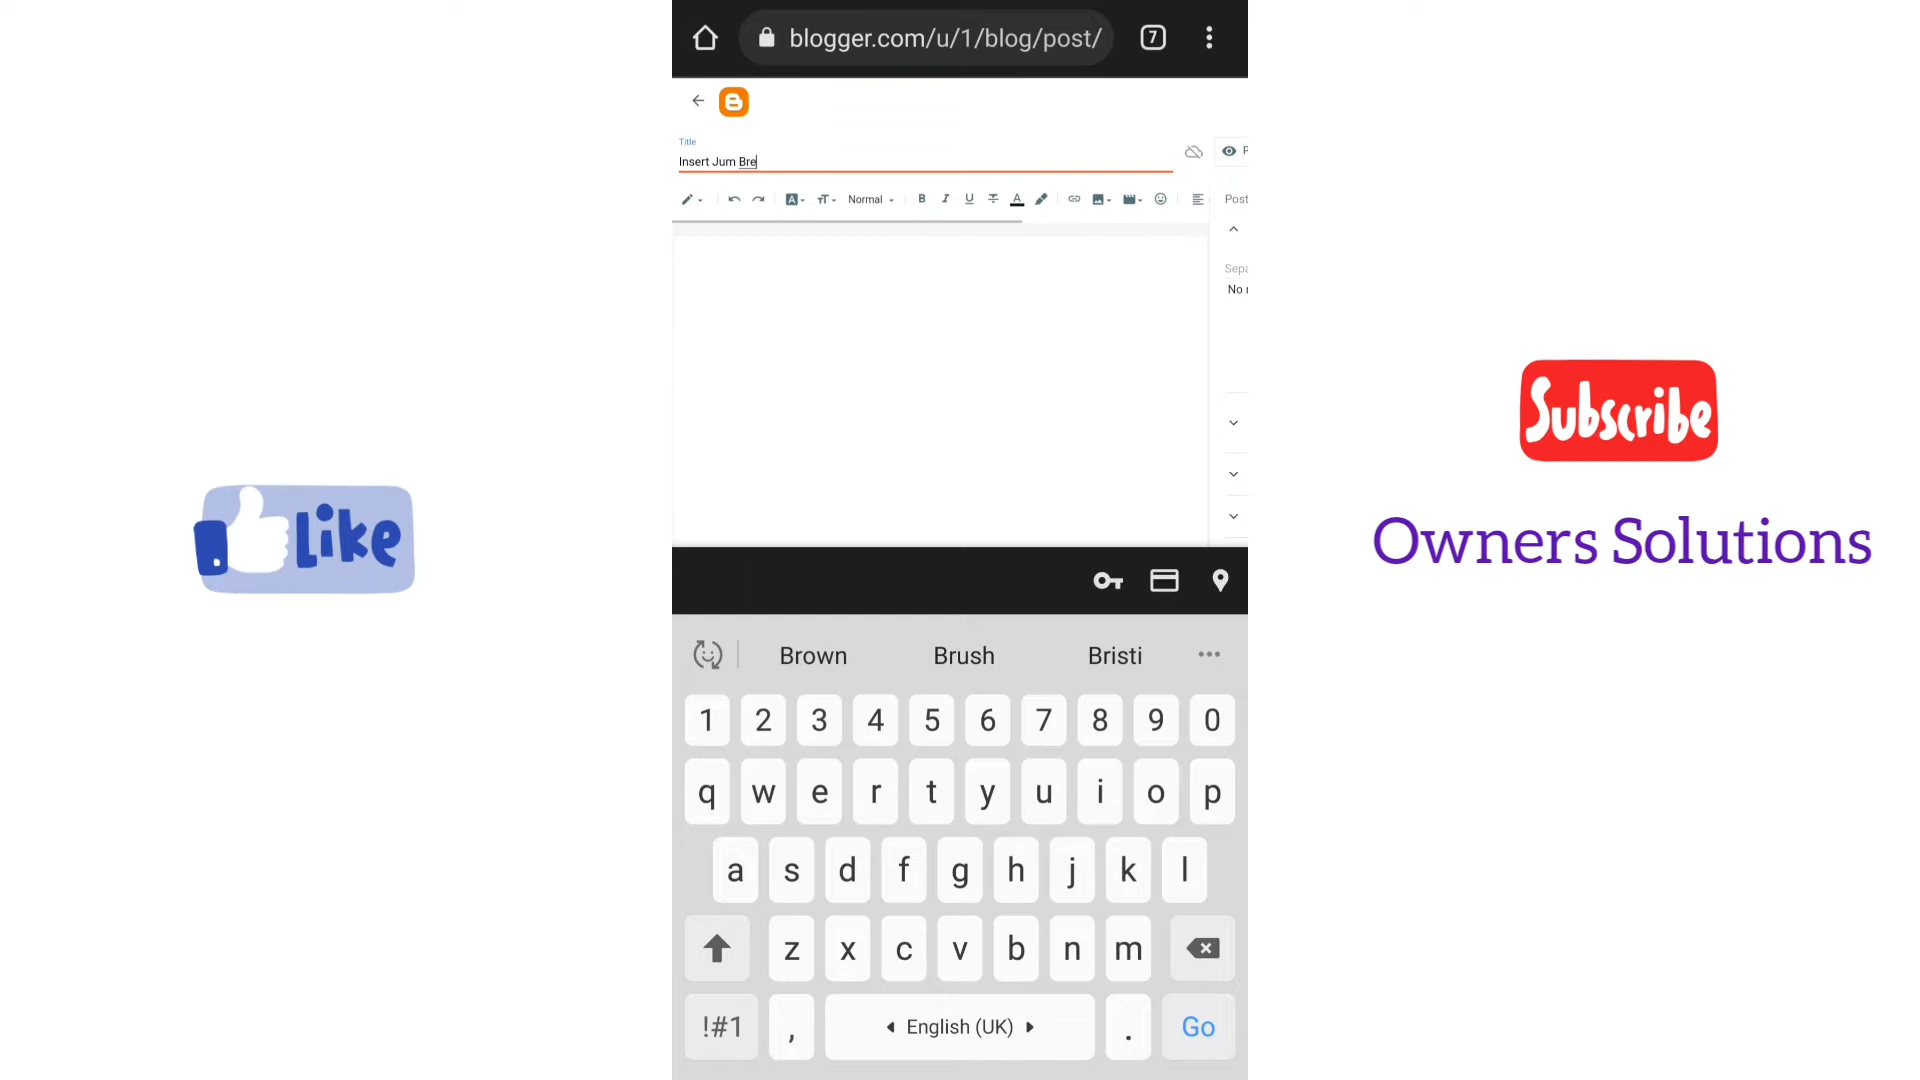 blogger.com/u/1/blog/post/
7
Title
Insert Jum Bre
P
Normal
B I U A
Post
Sepa
No r
Like
Subscribe
Owners Solutions
Brown Brush Bristi
1 2 3 4 5 6 7 8 9 0
q w e r t y u i o p
a s d f g h j k l
z x c v b n m
!#1 , English (UK) . Go